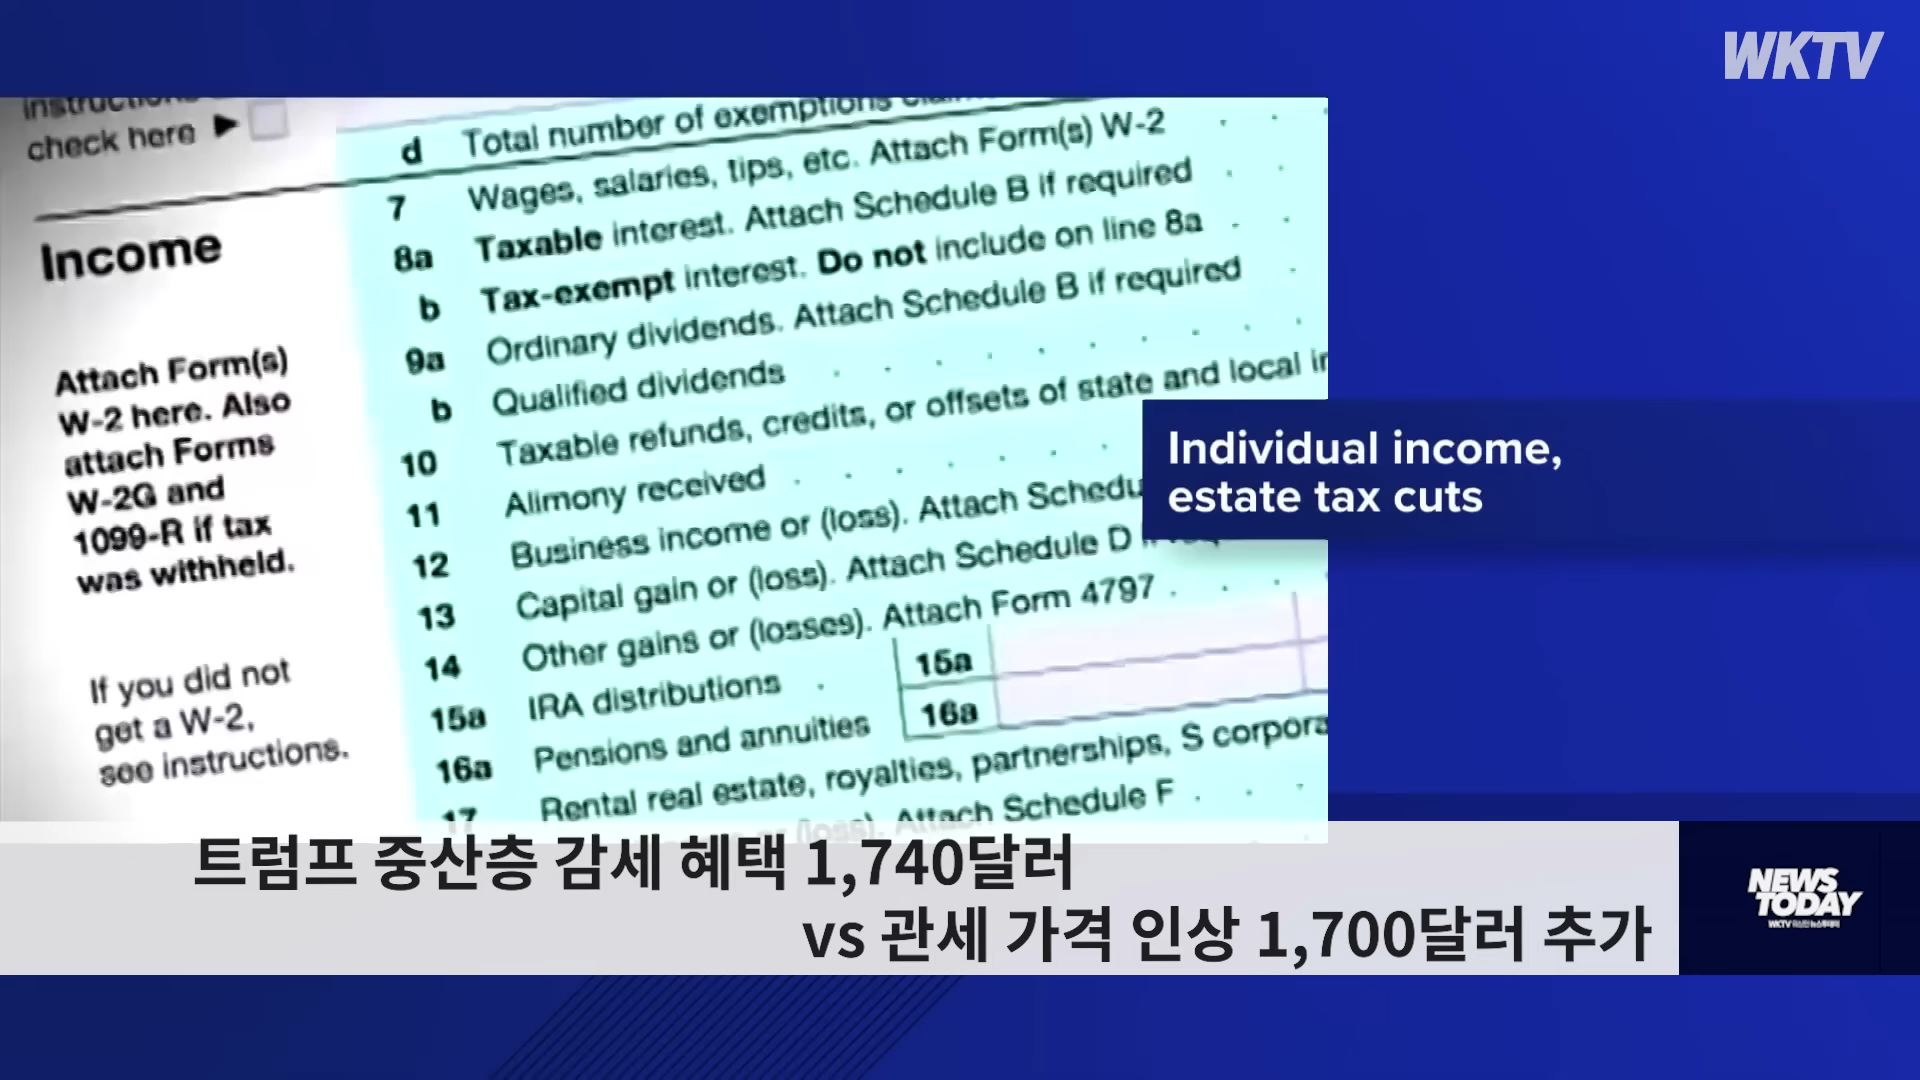 WKTV
check here ▶
d Total number of exemptions
7 Wages, salaries, tips, etc. Attach Form(s) W-2
8a Taxable interest. Attach Schedule B if required
b Tax-exempt interest. Do not include on line 8a
9a Ordinary dividends. Attach Schedule B if required
b Qualified dividends
10 Taxable refunds, credits, or offsets of state and local
11 Alimony received
12 Business income or (loss). Attach
13 Capital gain or (loss). Attach Schedule D
14 Other gains or (losses). Attach Form 4797
15a IRA distributions 15a
16a Pensions and annuities 16a
17 Rental real estate, royalties, partnerships, S
Attach Schedule F
Income
Attach Form(s)
W-2 here. Also
attach Forms
W-2G and
1099-R if tax
was withheld.
If you did not
get a W-2,
see instructions.
Individual income,
estate tax cuts
트럼프 중산층 감세 혜택 1,740달러
vs 관세 가격 인상 1,700달러 추가
NEWS
TODAY